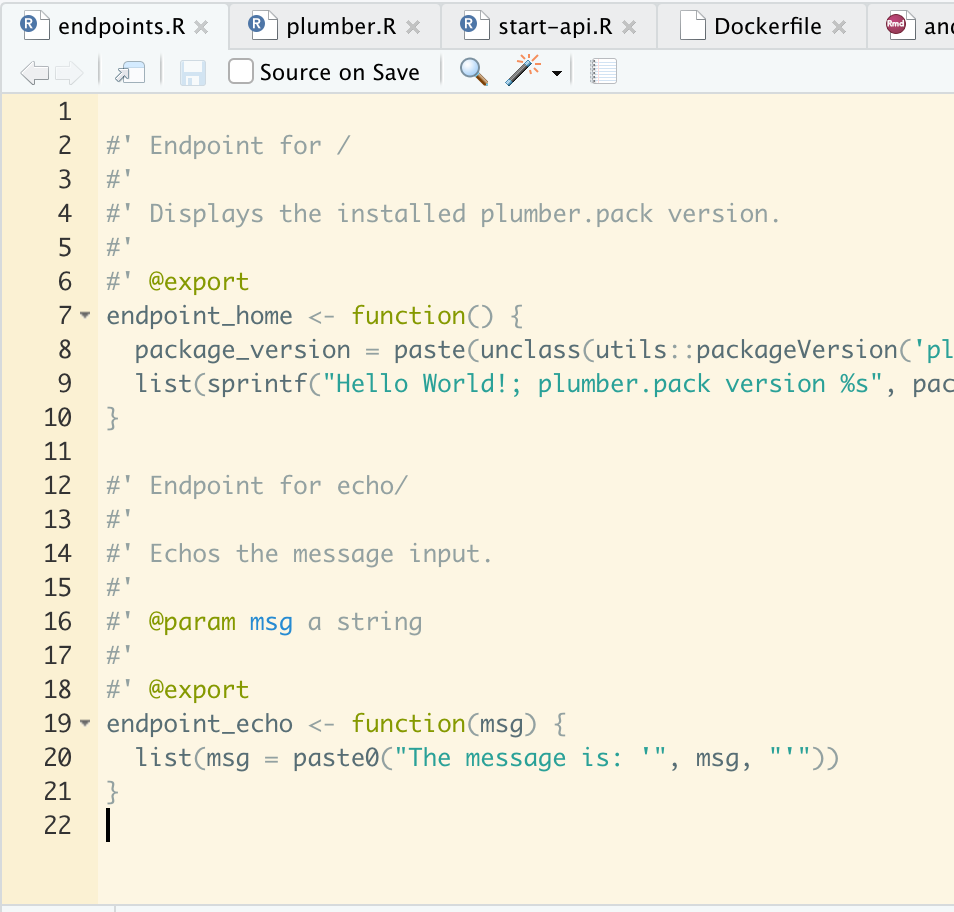 endpoints.R plumber.R start-api.R Dockerfile
Source on Save
1
2 #' Endpoint for /
3 #'
4 #' Displays the installed plumber.pack version.
5 #'
6 #' @export
7 endpoint_home <- function() {
8   package_version = paste(unclass(utils::packageVersion('pl
9   list(sprintf("Hello World!; plumber.pack version %s", pac
10 }
11
12 #' Endpoint for echo/
13 #'
14 #' Echos the message input.
15 #'
16 #' @param msg a string
17 #'
18 #' @export
19 endpoint_echo <- function(msg) {
20   list(msg = paste0("The message is: '", msg, "'"))
21 }
22